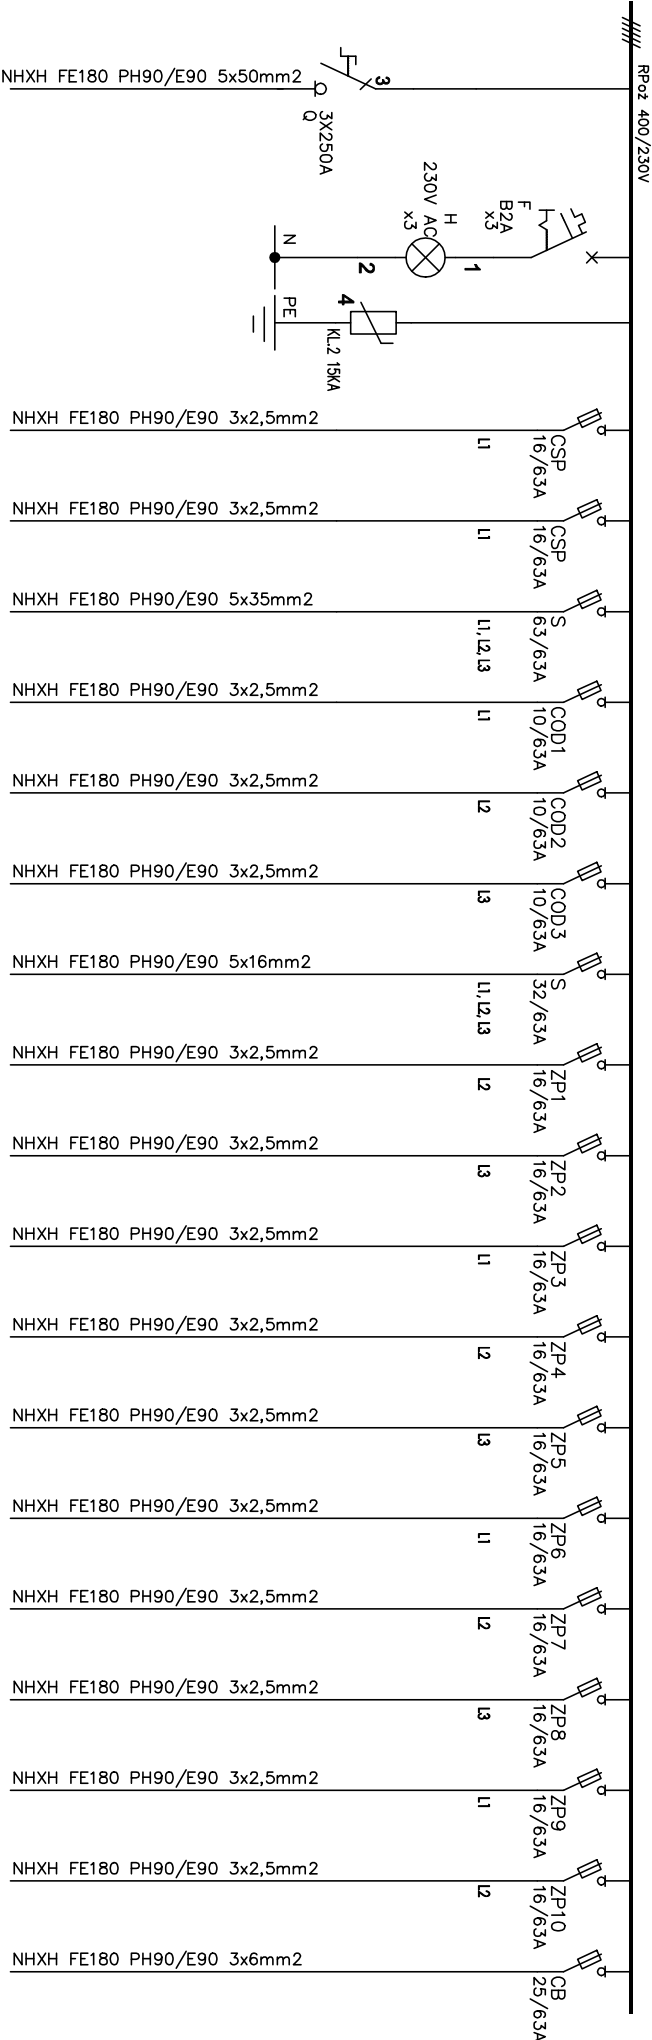 RPoż 400/230V
NHXH FE180 PH90/E90 5x50mm2
3
3X250A
Q
F
B2A
x3
H
230V AC
x3
1
2
N
4
PE
KL.2 15KA
NHXH FE180 PH90/E90 3x2,5mm2
L1
CSP
16/63A
NHXH FE180 PH90/E90 3x2,5mm2
L1
CSP
16/63A
NHXH FE180 PH90/E90 5x35mm2
L1, L2, L3
S
63/63A
NHXH FE180 PH90/E90 3x2,5mm2
L1
COD1
10/63A
NHXH FE180 PH90/E90 3x2,5mm2
L2
COD2
10/63A
NHXH FE180 PH90/E90 3x2,5mm2
L3
COD3
10/63A
NHXH FE180 PH90/E90 5x16mm2
L1, L2, L3
S
32/63A
NHXH FE180 PH90/E90 3x2,5mm2
L2
ZP1
16/63A
NHXH FE180 PH90/E90 3x2,5mm2
L3
ZP2
16/63A
NHXH FE180 PH90/E90 3x2,5mm2
L1
ZP3
16/63A
NHXH FE180 PH90/E90 3x2,5mm2
L2
ZP4
16/63A
NHXH FE180 PH90/E90 3x2,5mm2
L3
ZP5
16/63A
NHXH FE180 PH90/E90 3x2,5mm2
L1
ZP6
16/63A
NHXH FE180 PH90/E90 3x2,5mm2
L2
ZP7
16/63A
NHXH FE180 PH90/E90 3x2,5mm2
L3
ZP8
16/63A
NHXH FE180 PH90/E90 3x2,5mm2
L1
ZP9
16/63A
NHXH FE180 PH90/E90 3x2,5mm2
L2
ZP10
16/63A
NHXH FE180 PH90/E90 3x6mm2
CB
25/63A